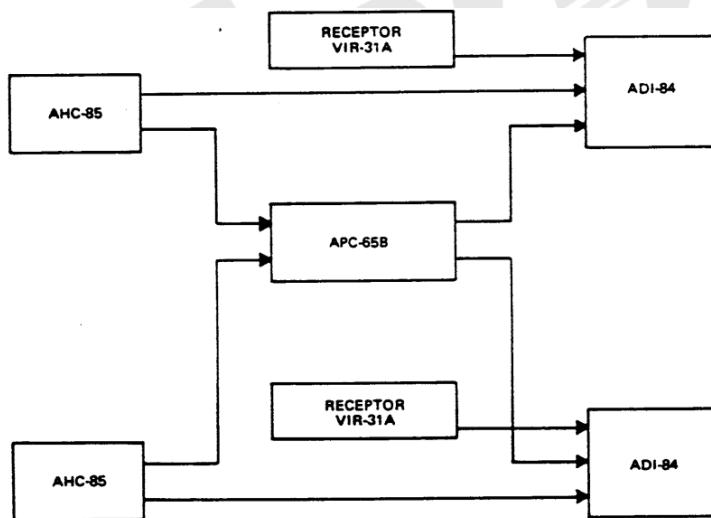 RECEPTOR
VIR-31A
ADI-84
AHC-85
APC-65B
RECEPTOR
VIR-31A
ADI-84
AHC-85